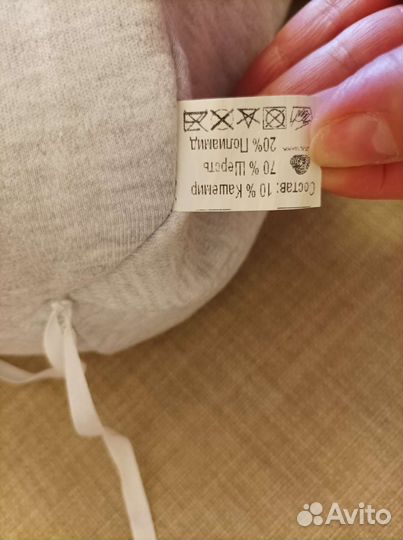 Состав: 10 % Кашемир
70 % Шерсть
20% Полиамид
Avito